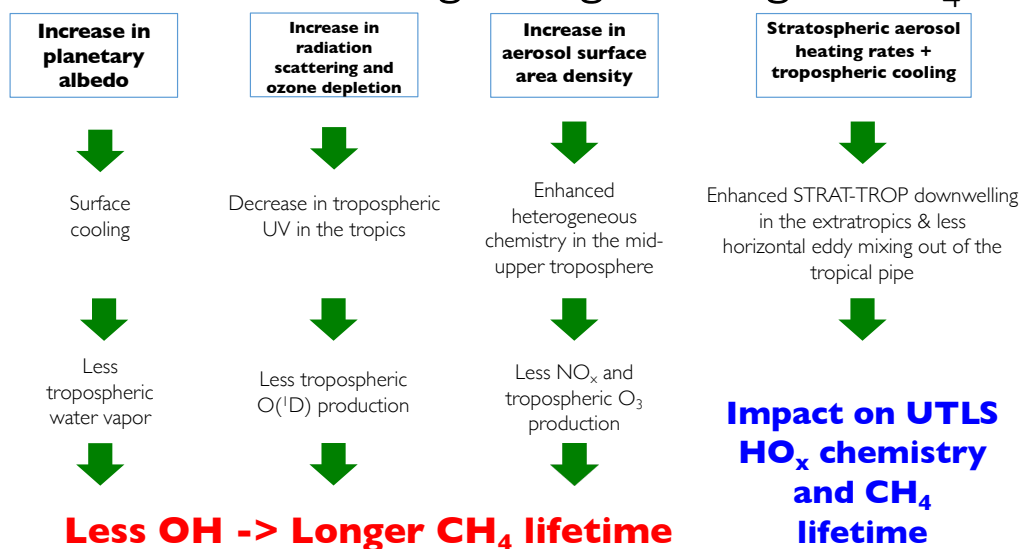 Increase in
planetary
albedo
Increase in
radiation
scattering and
ozone depletion
Increase in
aerosol surface
area density
Stratospheric aerosol
heating rates +
tropospheric cooling
Surface
cooling
Decrease in tropospheric
UV in the tropics
Enhanced
heterogeneous
chemistry in the mid-
upper troposphere
Enhanced STRAT-TROP downwelling
in the extratropics & less
horizontal eddy mixing out of the
tropical pipe
Less
tropospheric
water vapor
Less tropospheric
O(¹D) production
Less NOₓ and
tropospheric O₃
production
Impact on UTLS
HOₓ chemistry
and CH₄
lifetime
Less OH -> Longer CH₄ lifetime